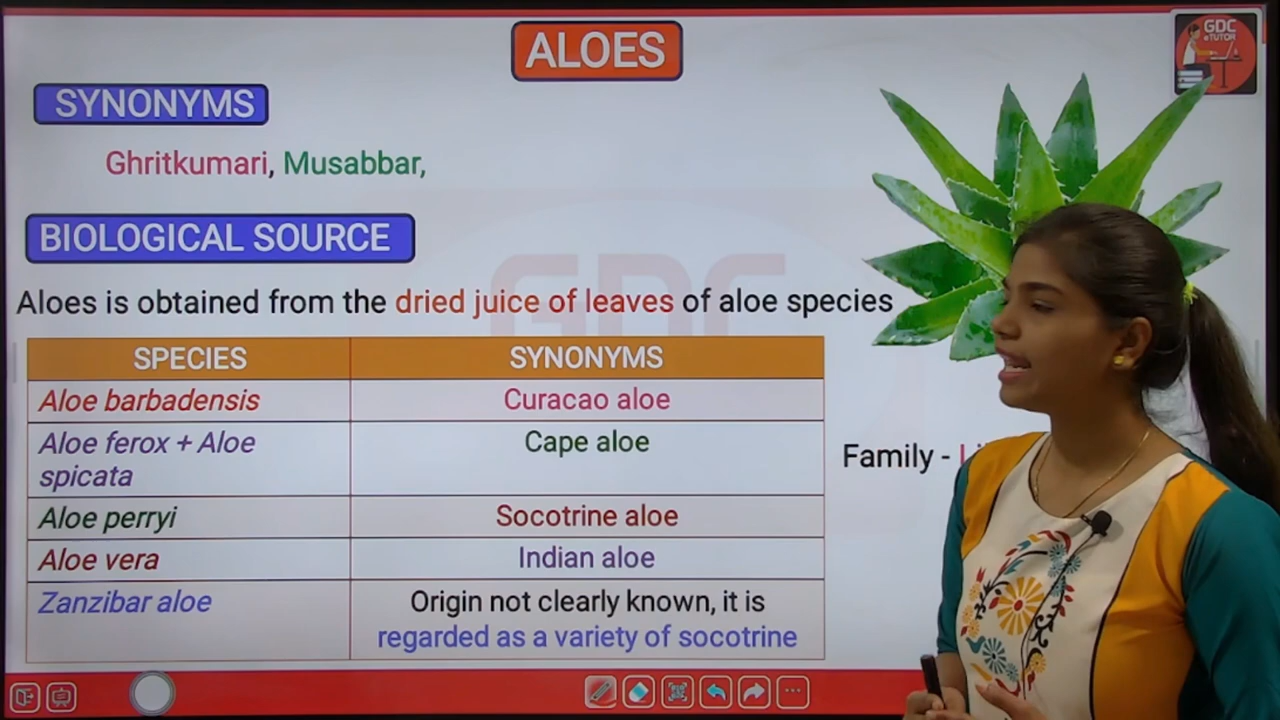 ALOES
GDC
eTUTOR
SYNONYMS
Ghritkumari, Musabbar,
BIOLOGICAL SOURCE
GDC
Aloes is obtained from the dried juice of leaves of aloe species
SPECIES SYNONYMS
Aloe barbadensis Curacao aloe
Aloe ferox + Aloe Cape aloe
spicata
Family -
Aloe perryi Socotrine aloe
Aloe vera Indian aloe
Zanzibar aloe Origin not clearly known, it is
regarded as a variety of socotrine